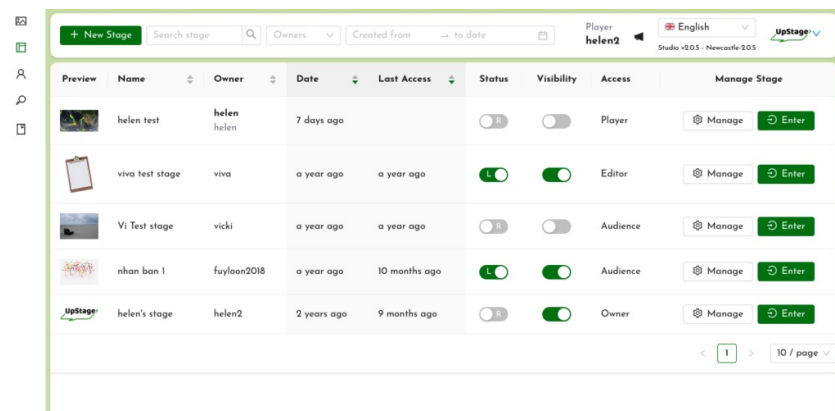 + New Stage
Search stage
Owners
Created from → to date
Player
helen2
English
Studio v2.0.5 - Newcastle-2.0.5
UpStage
Preview Name Owner Date Last Access Status Visibility Access Manage Stage
helen test helen helen 7 days ago R Player Manage Enter
viva test stage viva a year ago a year ago L Editor Manage Enter
Vi Test stage vicki a year ago a year ago R Audience Manage Enter
nhan ban 1 fuyloon2018 a year ago 10 months ago L Audience Manage Enter
UpStage helen's stage helen2 2 years ago 9 months ago R Owner Manage Enter
< 1 > 10 / page